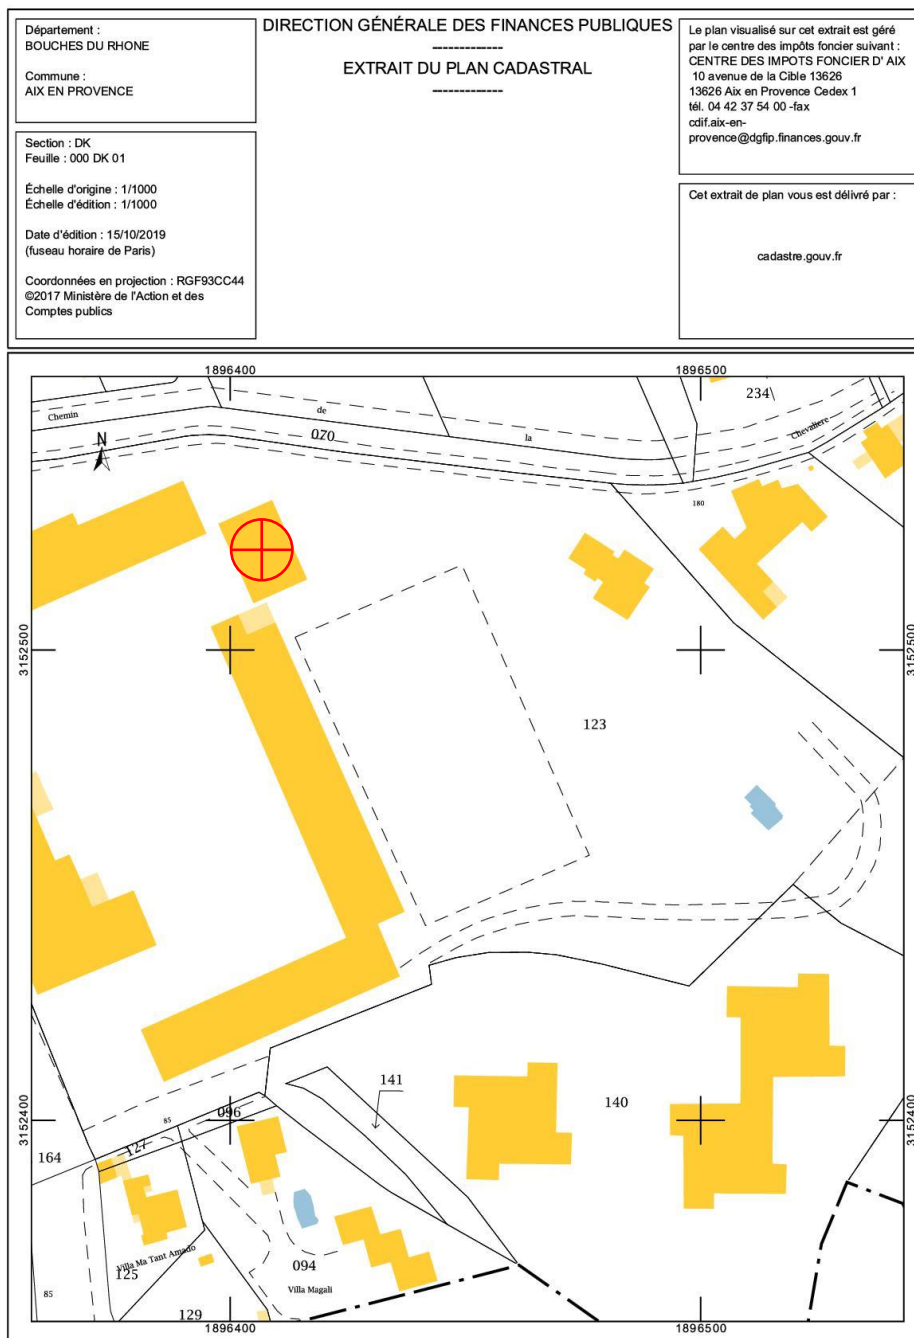 Département :
BOUCHES DU RHONE
Commune :
AIX EN PROVENCE
Section : DK
Feuille : 000 DK 01
Échelle d'origine : 1/1000
Échelle d'édition : 1/1000
Date d'édition : 15/10/2019
(fuseau horaire de Paris)
Coordonnées en projection : RGF93CC44
©2017 Ministère de l'Action et des
Comptes publics
DIRECTION GÉNÉRALE DES FINANCES PUBLIQUES
-------------
EXTRAIT DU PLAN CADASTRAL
-------------
Le plan visualisé sur cet extrait est géré
par le centre des impôts foncier suivant :
CENTRE DES IMPOTS FONCIER D' AIX
10 avenue de la Cible 13626
13626 Aix en Provence Cedex 1
tél. 04 42 37 54 00 -fax
cdif.aix-en-
provence@dgfip.finances.gouv.fr
Cet extrait de plan vous est délivré par :
cadastre.gouv.fr
1896400
1896500
234
Chemin
de
la
Chevaliere
070
N
180
3152500
3152500
123
141
140
3152400
3152400
85
096
127
164
Villa Ma Tant Amado
125
094
85
Villa Magali
129
1896400
1896500